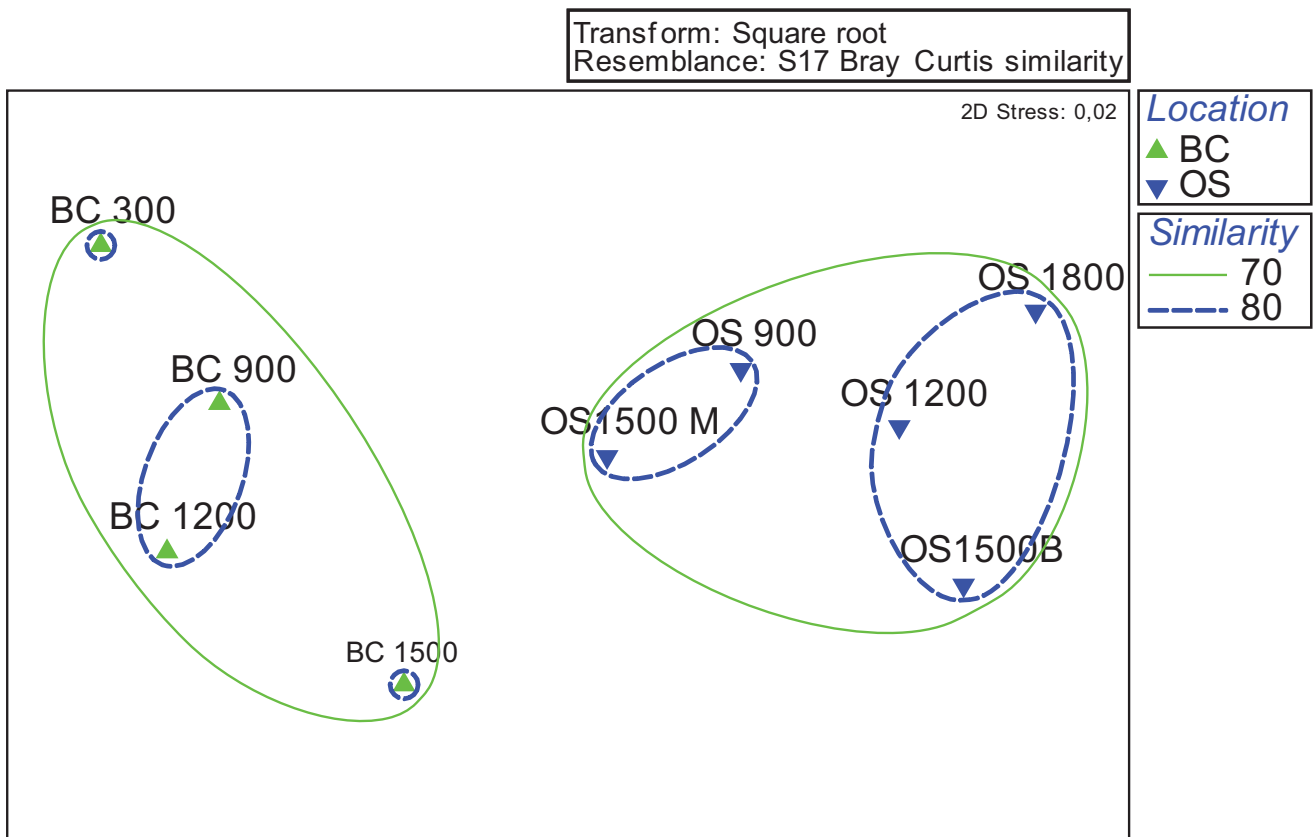 Transform: Square root
Resemblance: S17 Bray Curtis similarity
2D Stress: 0,02
Location
BC
OS
Similarity
70
80
BC 300
BC 900
BC 1200
BC 1500
OS 1800
OS 900
OS 1200
OS1500 M
OS1500B